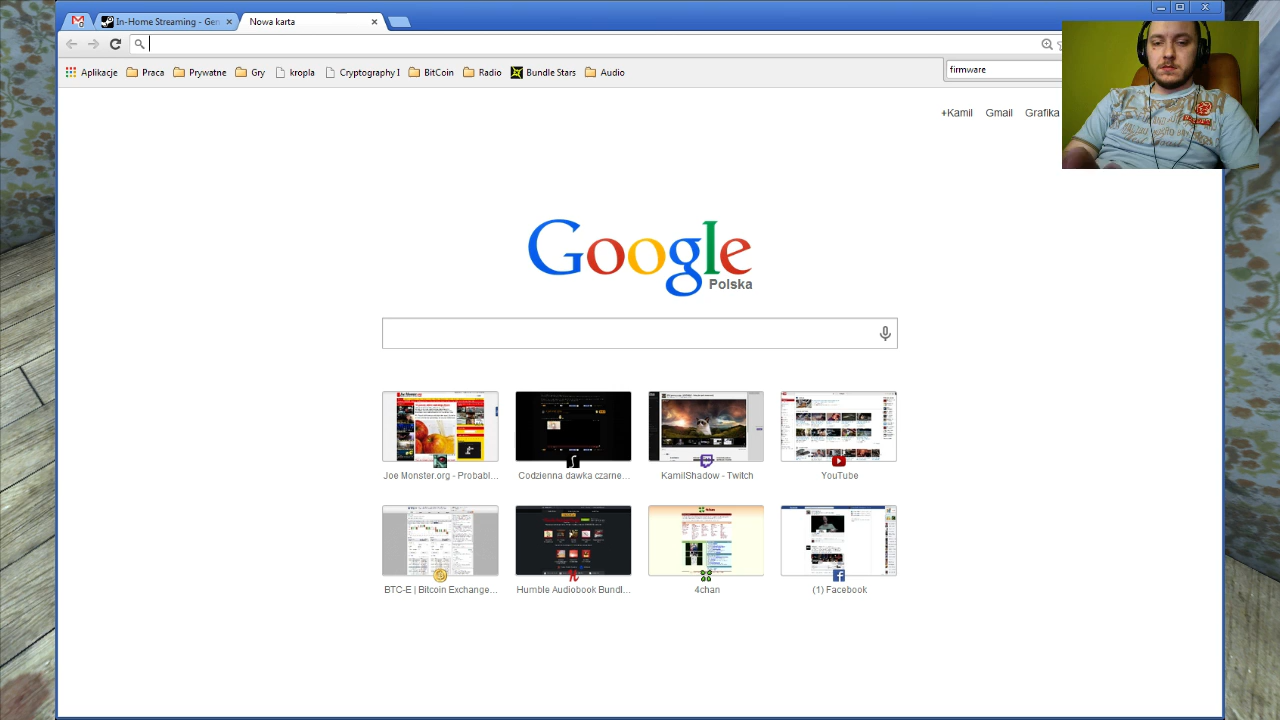 In-Home Streaming - Gen
Nowa karta
Aplikacje Praca Prywatne Gry kropla Cryptography I BitCoin Radio Bundle Stars Audio
firmware
+Kamil Gmail Grafika
Google
Polska
Joe Monster.org - Probabl...
Codzienna dawka czarne...
KamilShadow - Twitch
YouTube
BTC-E | Bitcoin Exchange...
Humble Audiobook Bundl...
4chan
(1) Facebook